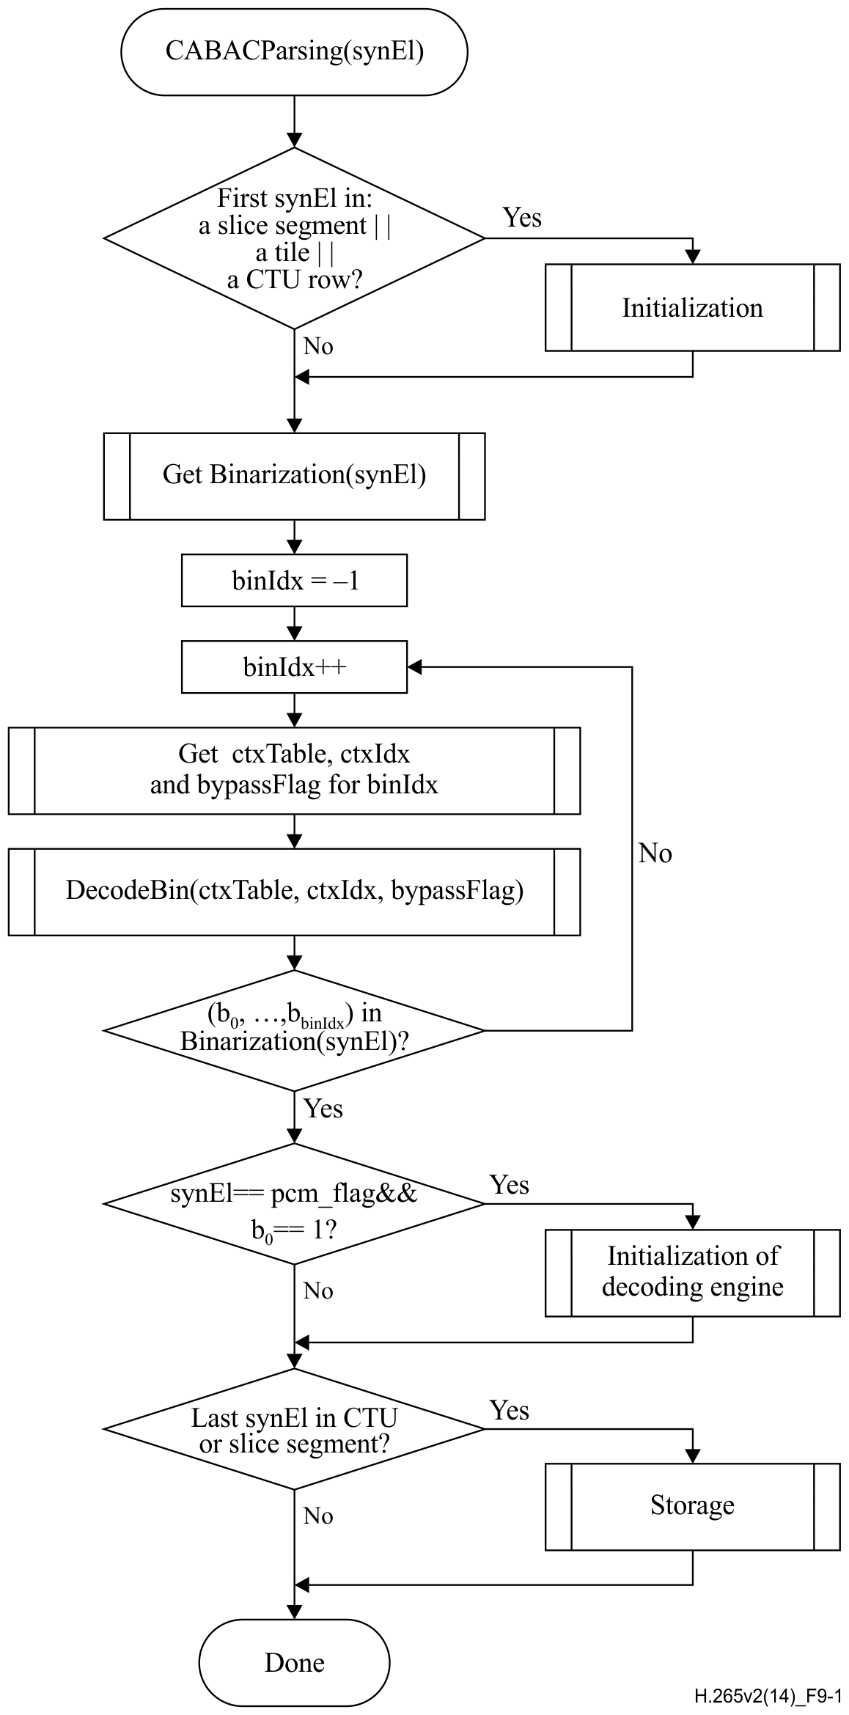 CABACParsing(synEl)
First synEl in:
a slice segment | |
a tile | |
a CTU row?
Yes
Initialization
No
Get Binarization(synEl)
binIdx = –1
binIdx++
Get ctxTable, ctxIdx
and bypassFlag for binIdx
No
DecodeBin(ctxTable, ctxIdx, bypassFlag)
(b0, …,bbinIdx) in
Binarization(synEl)?
Yes
synEl== pcm_flag&&
b0== 1?
Yes
Initialization of
decoding engine
No
Last synEl in CTU
or slice segment?
Yes
Storage
No
Done
H.265v2(14)_F9-1